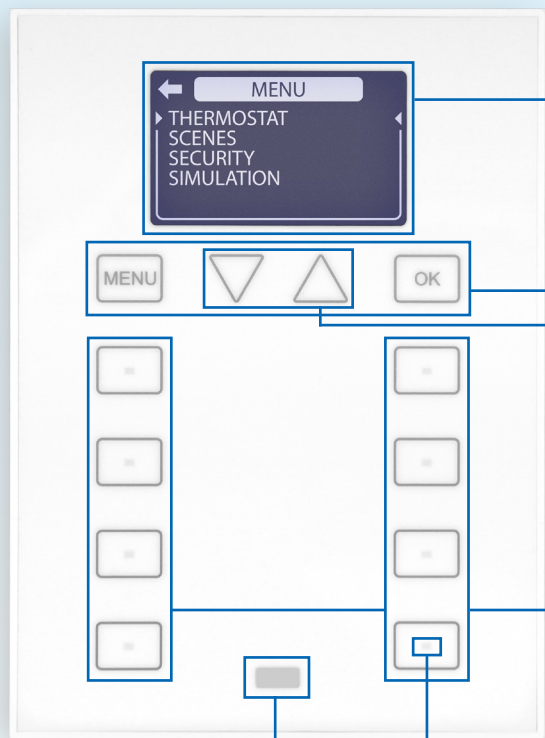 MENU
THERMOSTAT
SCENES
SECURITY
SIMULATION
MENU
OK